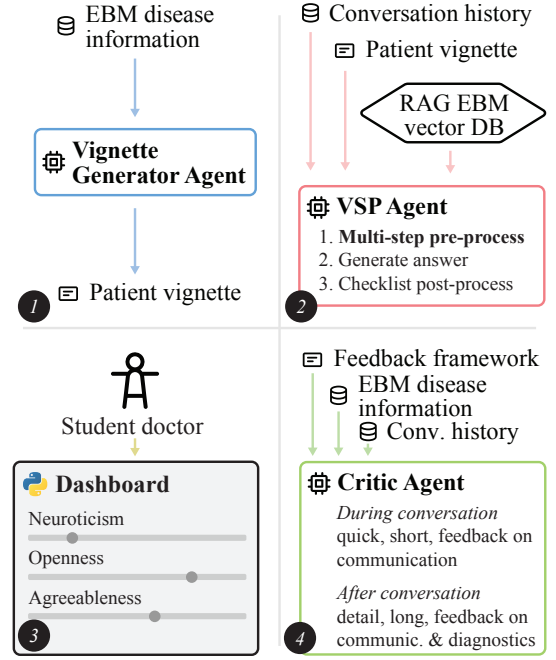 EBM disease
information
Vignette
Generator Agent
Patient vignette
1
Conversation history
Patient vignette
RAG EBM
vector DB
VSP Agent
1. Multi-step pre-process
2. Generate answer
3. Checklist post-process
2
Student doctor
Dashboard
Neuroticism
Openness
Agreeableness
3
Feedback framework
EBM disease
information
Conv. history
Critic Agent
During conversation
quick, short, feedback on
communication
After conversation
detail, long, feedback on
communic. & diagnostics
4